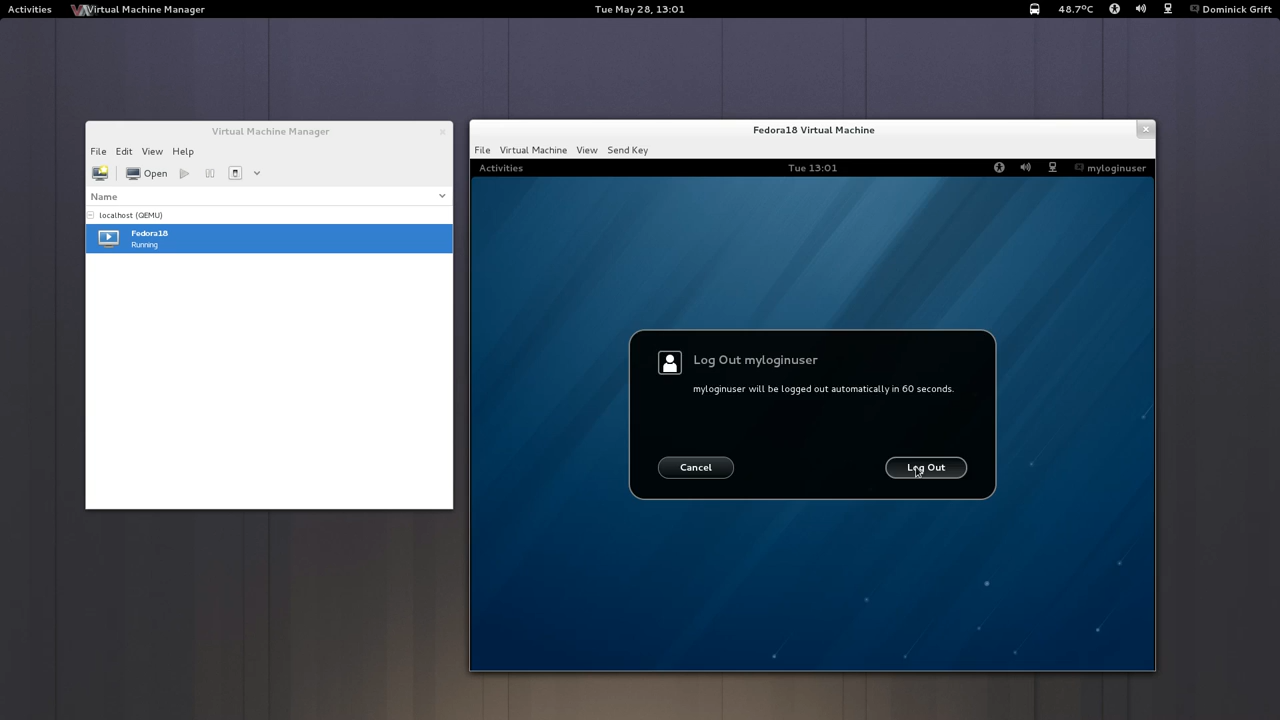 Activities Virtual Machine Manager Tue May 28, 13:01 48.7ºC Dominick Grift
Virtual Machine Manager
File Edit View Help
Open
Name
localhost (QEMU)
Fedora18
Running
Fedora18 Virtual Machine
File Virtual Machine View Send Key
Activities Tue 13:01 myloginuser
Log Out myloginuser
myloginuser will be logged out automatically in 60 seconds.
Cancel Log Out